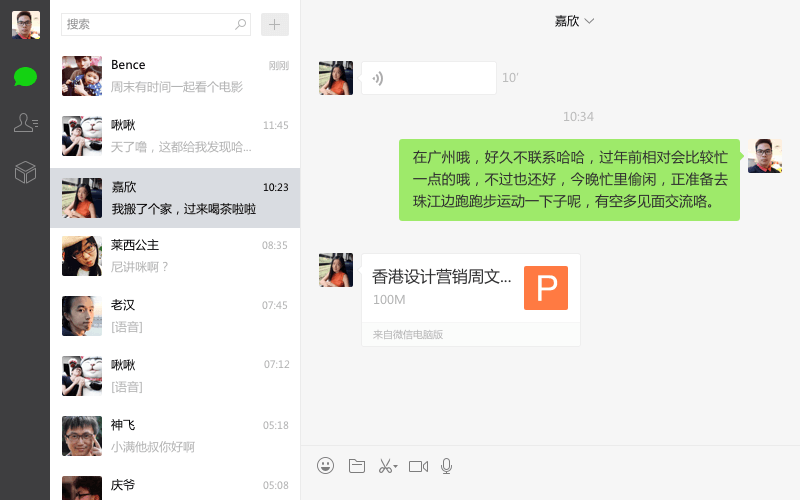 搜索
Bence
刚刚
周末有时间一起看个电影
啾啾
11:45
天了噜，这都给我发现哈...
嘉欣
10:23
我搬了个家，过来喝茶啦啦
莱西公主
08:35
尼讲咪啊？
老汉
07:45
[语音]
啾啾
07:12
[语音]
神飞
05:18
小满他叔你好啊
庆爷
05:08
嘉欣
10'
10:34
在广州哦，好久不联系哈哈，过年前相对会比较忙
一点的哦，不过也还好，今晚忙里偷闲，正准备去
珠江边跑跑步运动一下子呢，有空多见面交流咯。
香港设计营销周文...
100M
P
来自微信电脑版